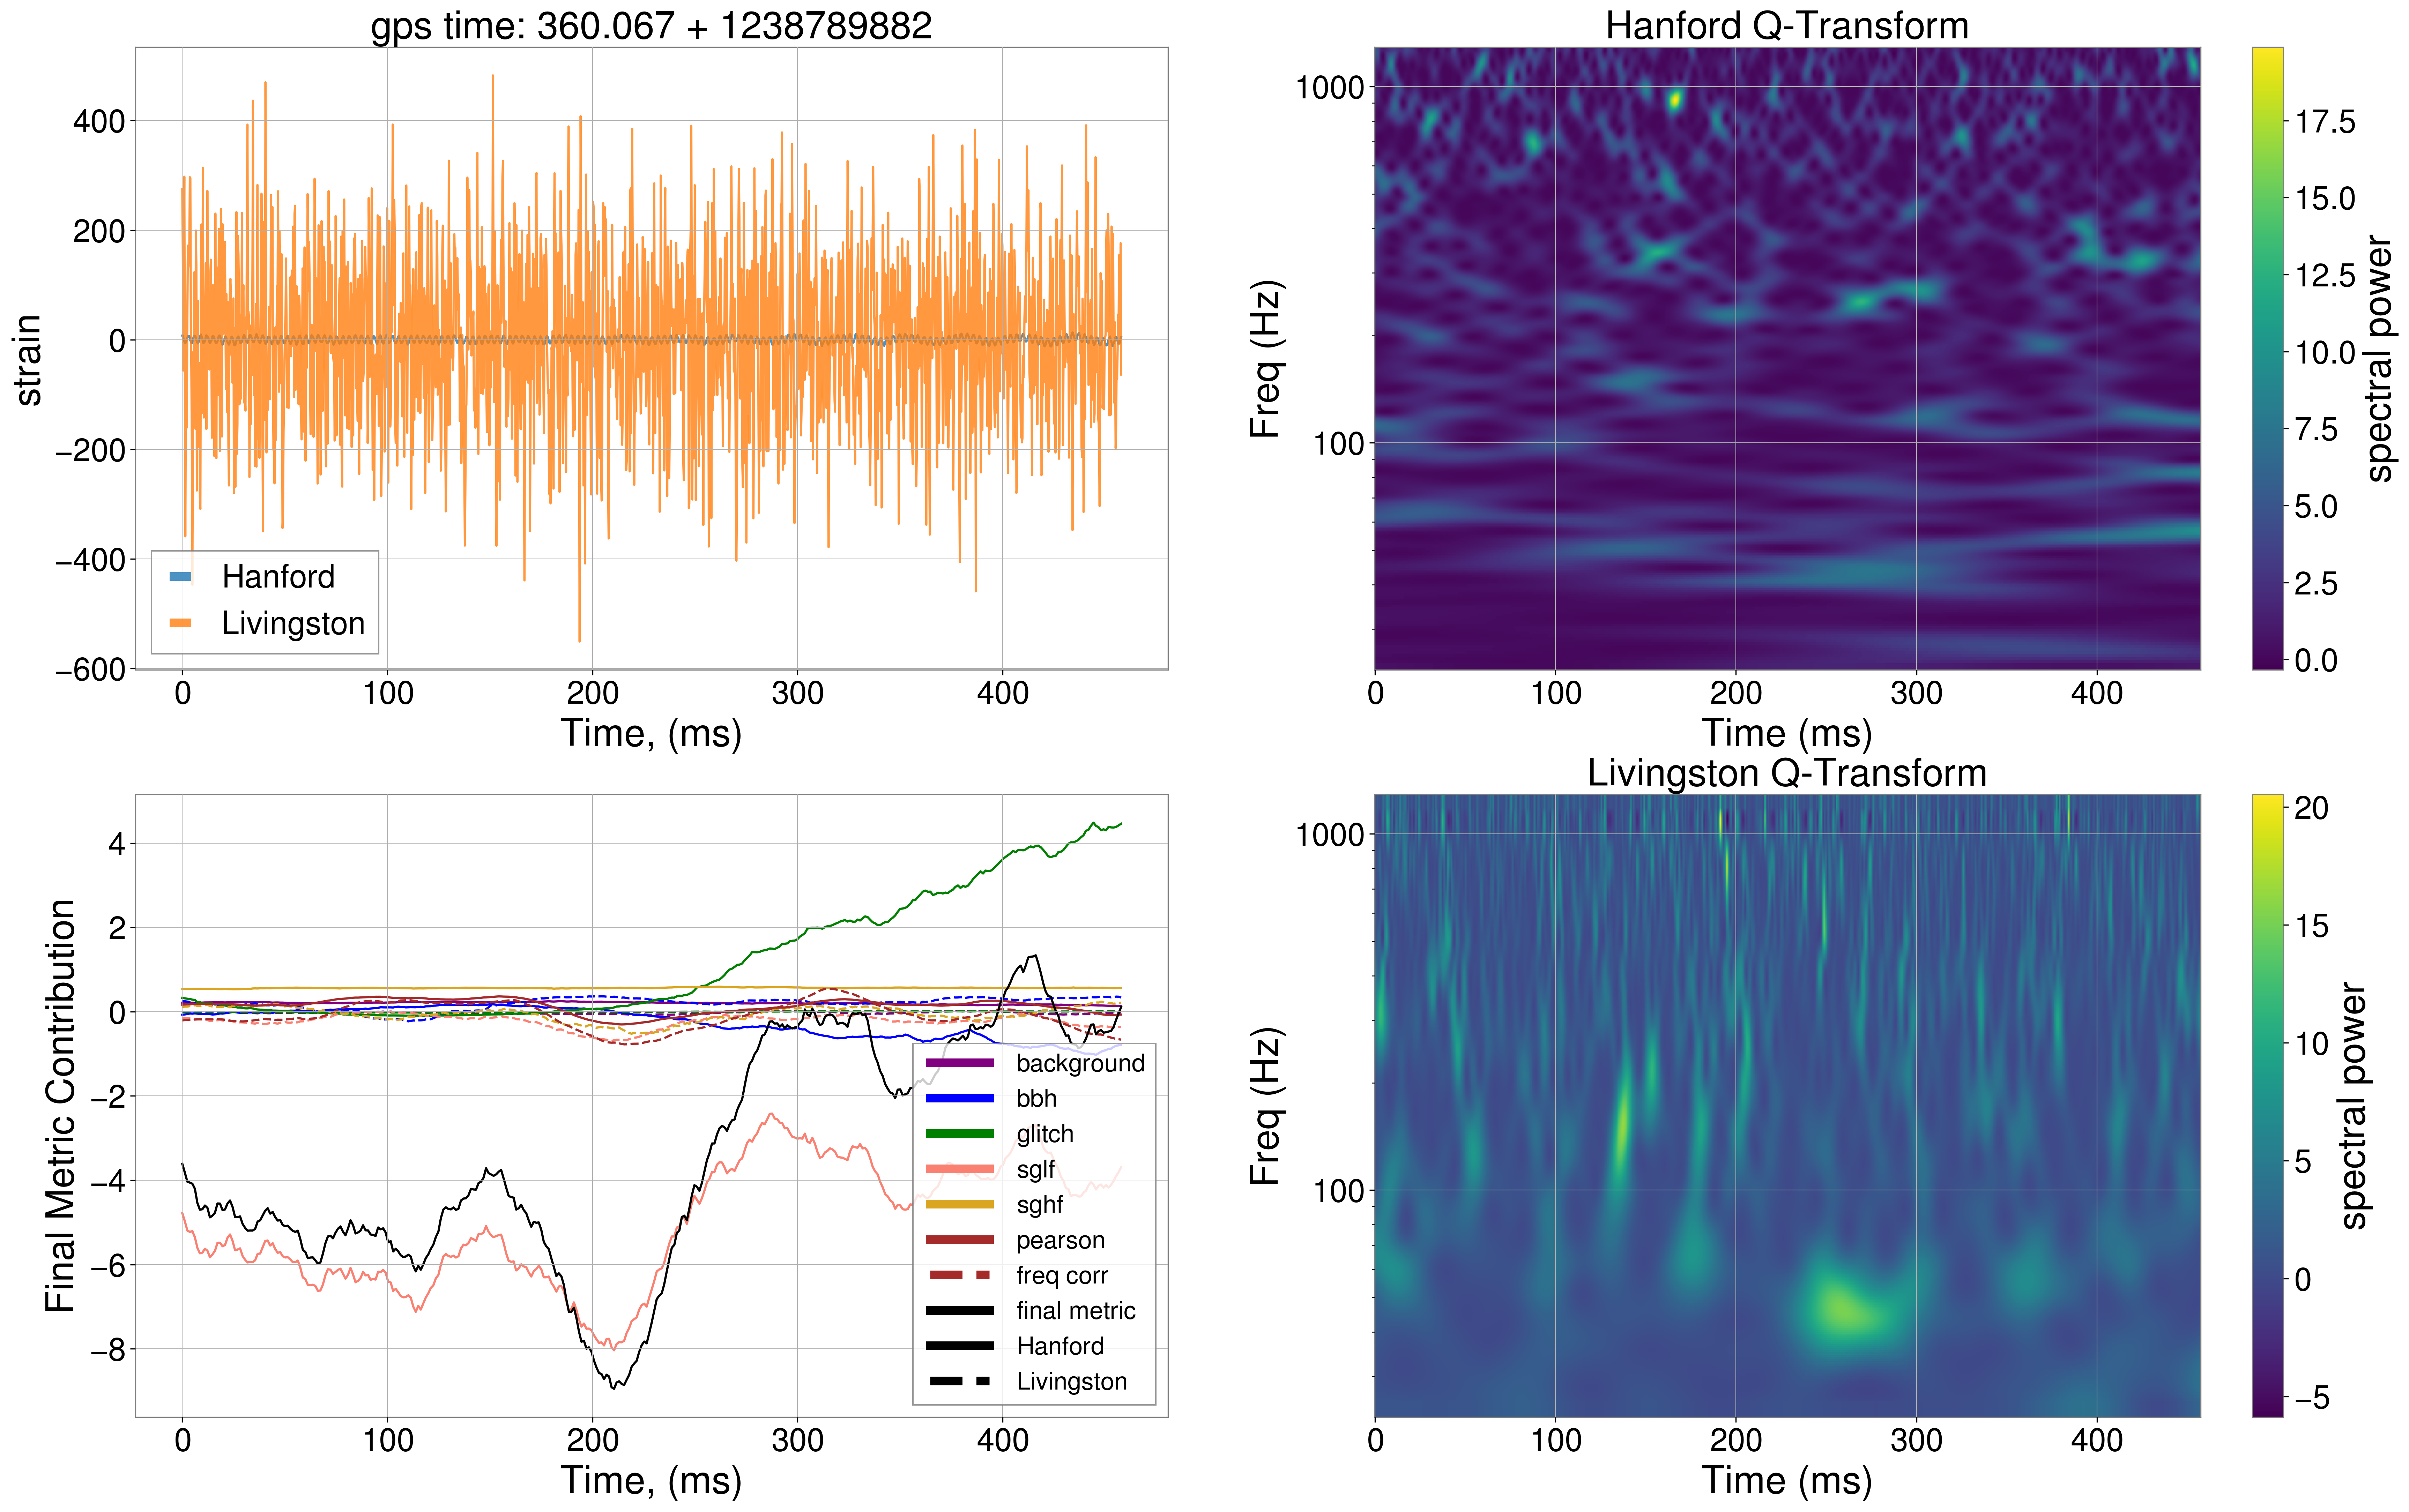 gps time: 360.067 + 1238789882
strain
400
200
0
−200
−400
−600
Hanford
Livingston
0 100 200 300 400
Time, (ms)
Hanford Q-Transform
Freq (Hz)
1000
100
0 100 200 300 400
Time (ms)
17.5
15.0
12.5
10.0
7.5
5.0
2.5
0.0
spectral power
Final Metric Contribution
4
2
0
−2
−4
−6
−8
background
bbh
glitch
sglf
sghf
pearson
freq corr
final metric
Hanford
Livingston
0 100 200 300 400
Time, (ms)
Livingston Q-Transform
Freq (Hz)
1000
100
0 100 200 300 400
Time (ms)
20
15
10
5
0
−5
spectral power